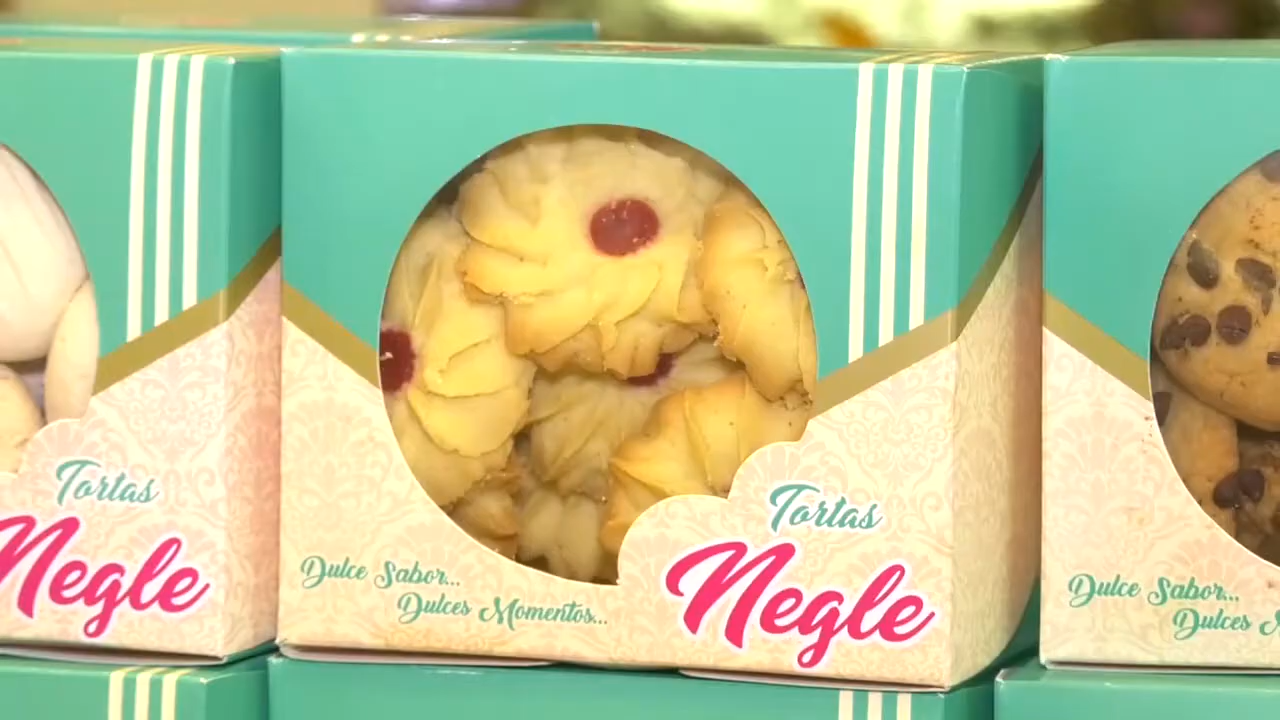 Tortas
Negle
Tortas
Negle
Dulce Sabor...
Dulces Momentos...
Dulce Sabor...
Dulces